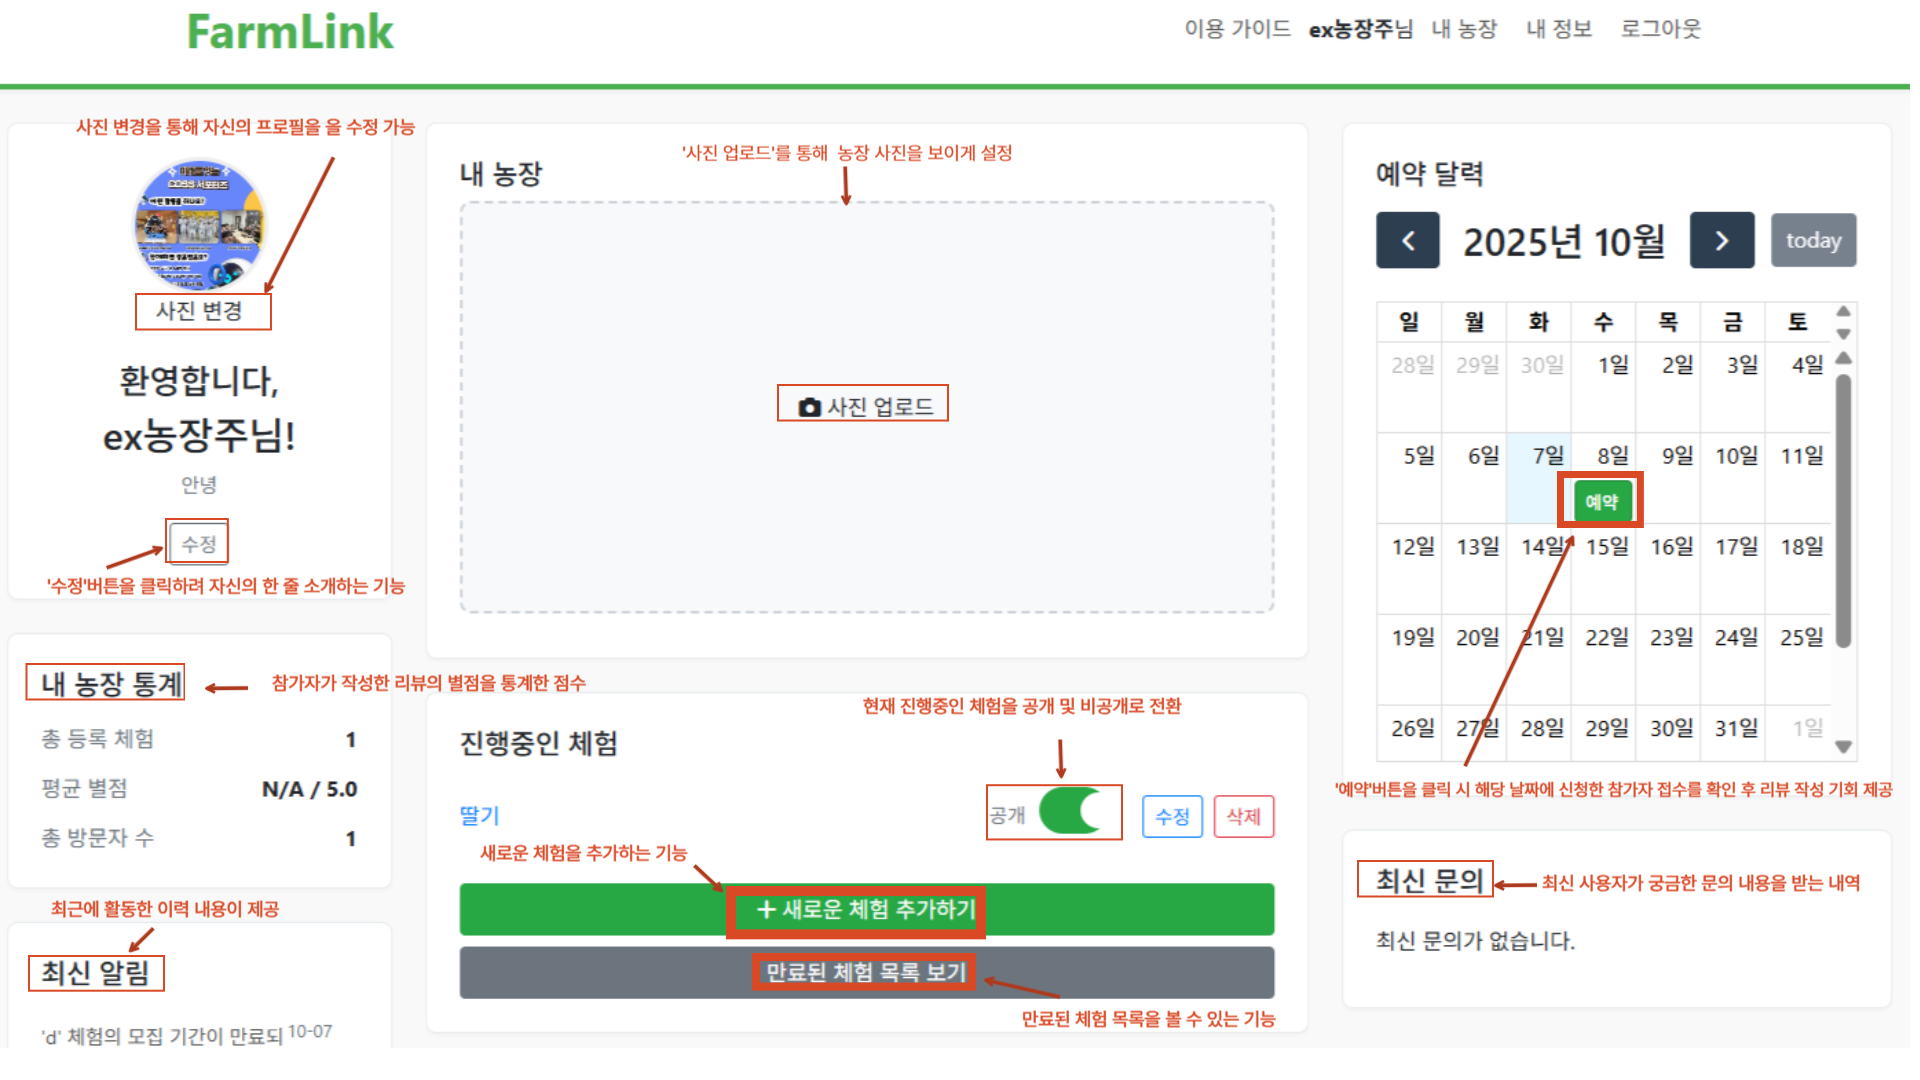 FarmLink
이용 가이드 ex농장주님 내 농장 내 정보 로그아웃
사진 변경을 통해 자신의 프로필을 을 수정 가능
COSS 서포터즈
사진 변경
환영합니다,
ex농장주님!
안녕
수정
'수정'버튼을 클릭하려 자신의 한 줄 소개하는 기능
내 농장 통계
참가자가 작성한 리뷰의 별점을 통계한 점수
총 등록 체험 1
평균 별점 N/A / 5.0
총 방문자 수 1
최근에 활동한 이력 내용이 제공
최신 알림
'd' 체험의 모집 기간이 만료되 10-07
내 농장
'사진 업로드'를 통해 농장 사진을 보이게 설정
사진 업로드
현재 진행중인 체험을 공개 및 비공개로 전환
진행중인 체험
딸기
공개
수정 삭제
새로운 체험을 추가하는 기능
+ 새로운 체험 추가하기
만료된 체험 목록 보기
만료된 체험 목록을 볼 수 있는 기능
예약 달력
2025년 10월
today
일 월 화 수 목 금 토
28일 29일 30일 1일 2일 3일 4일
5일 6일 7일 8일 9일 10일 11일
예약
12일 13일 14일 15일 16일 17일 18일
19일 20일 21일 22일 23일 24일 25일
26일 27일 28일 29일 30일 31일 1일
'예약'버튼을 클릭 시 해당 날짜에 신청한 참가자 접수를 확인 후 리뷰 작성 기회 제공
최신 문의
최신 사용자가 궁금한 문의 내용을 받는 내역
최신 문의가 없습니다.